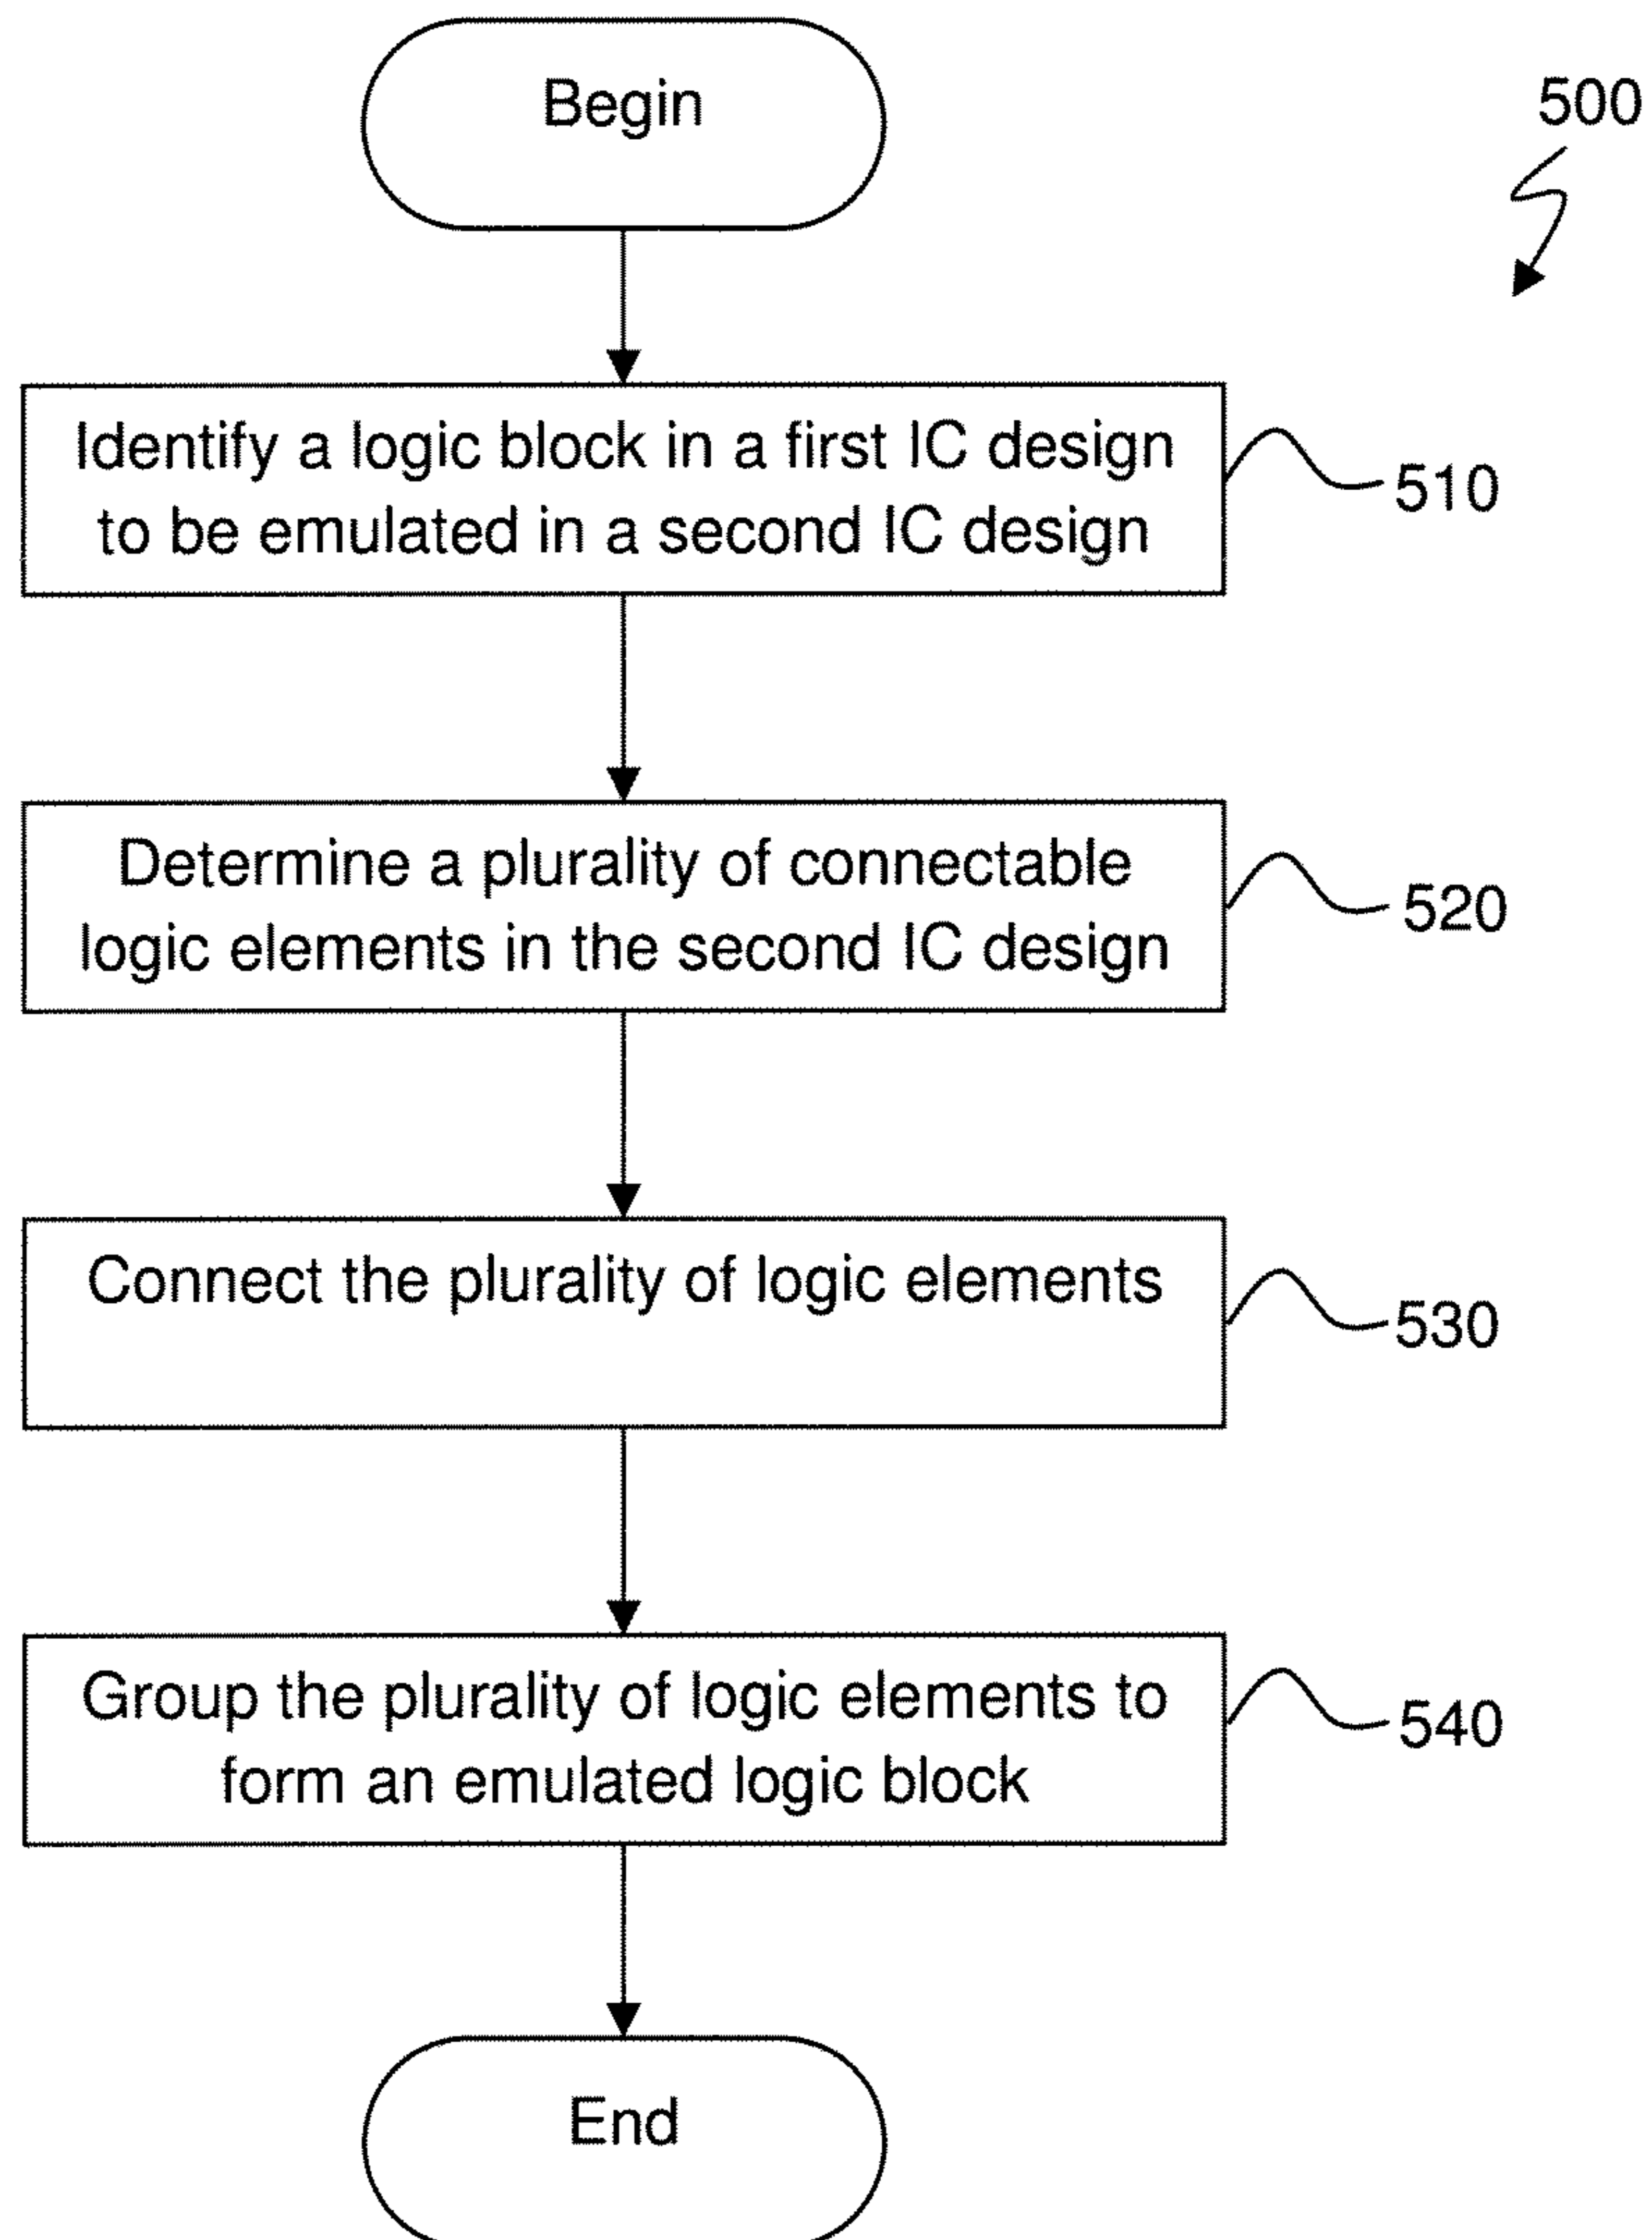 Begin
500
Identify a logic block in a first IC design
to be emulated in a second IC design
510
Determine a plurality of connectable
logic elements in the second IC design
520
Connect the plurality of logic elements
530
Group the plurality of logic elements to
form an emulated logic block
540
End